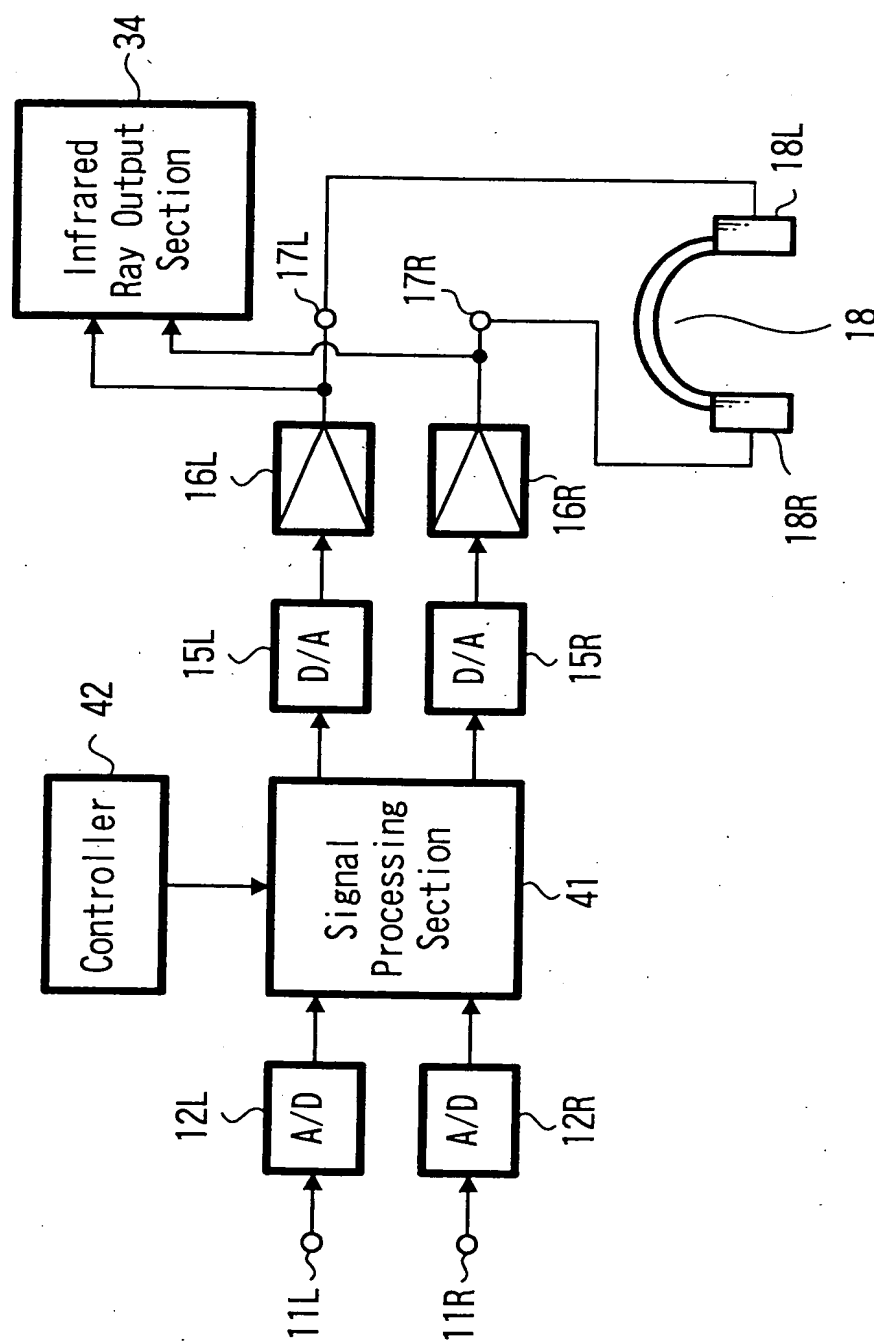 34
Infrared
Ray Output
Section
42
Controller
17L
16L
15L
D/A
12L
A/D
11L
Signal
Processing
Section
41
17R
16R
D/A
15R
A/D
12R
11R
18L
18
18R